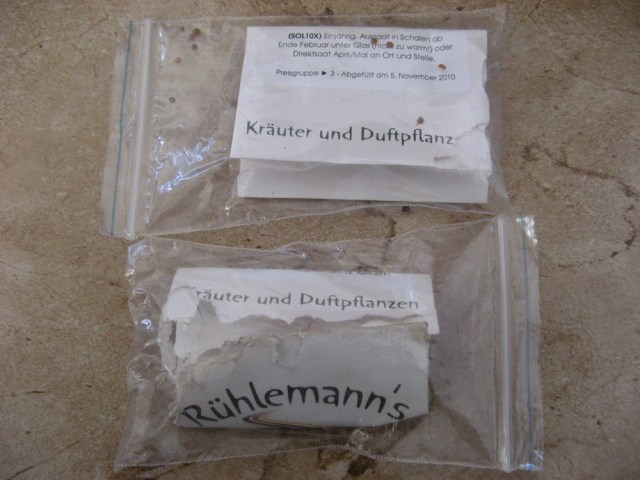 (SOL10X) Einjährig. Aussaat in Schalen ab
Ende Februar unter Glas (nicht zu warm!) oder
Direktsaat April/Mai an Ort und Stelle.
Preisgruppe ► 3 - Abgefüllt am 5. November 2010
Kräuter und Duftpflanz
räuter und Duftpflanzen
Rühlemann's